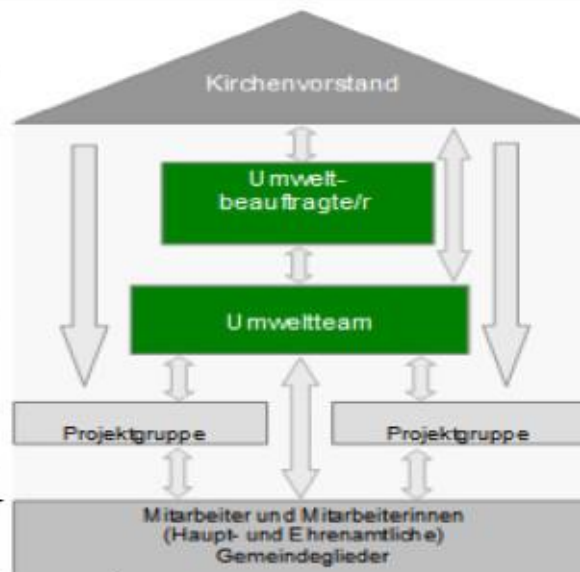 Kirchenvorstand
Umwelt-
beauftragte/r
Umweltteam
Projektgruppe
Projektgruppe
Mitarbeiter und Mitarbeiterinnen
(Haupt- und Ehrenamtliche)
Gemeindeglieder